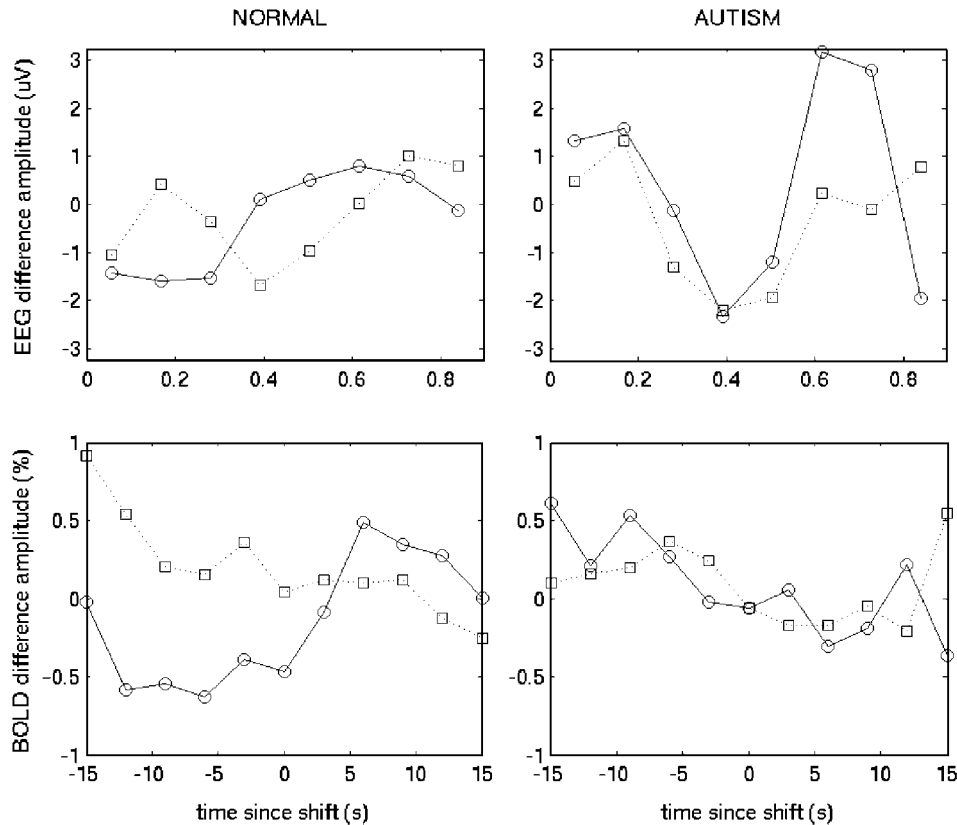 NORMAL
AUTISM
EEG difference amplitude (uV)
3
2
1
0
-1
-2
-3
0 0.2 0.4 0.6 0.8
3
2
1
0
-1
-2
-3
0 0.2 0.4 0.6 0.8
BOLD difference amplitude (%)
1
0.5
0
-0.5
-1
-15 -10 -5 0 5 10 15
time since shift (s)
1
0.5
0
-0.5
-1
-15 -10 -5 0 5 10 15
time since shift (s)